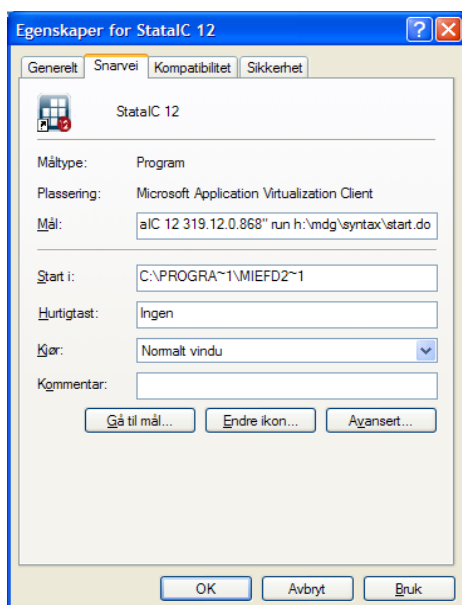 Egenskaper for StataIC 12
Generelt Snarvei Kompatibilitet Sikkerhet
StataIC 12
Måltype: Program
Plassering: Microsoft Application Virtualization Client
Mål: aIC 12 319.12.0.868" run h:\mdg\syntax\start.do
Start i: C:\PROGRA~1\MIEFD2~1
Hurtigtast: Ingen
Kjør: Normalt vindu
Kommentar:
Gå til mål... Endre ikon... Avansert...
OK Avbryt Bruk